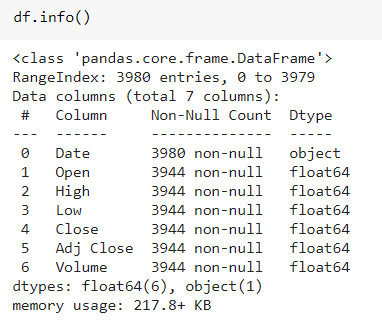 df.info()
<class 'pandas.core.frame.DataFrame'>
RangeIndex: 3980 entries, 0 to 3979
Data columns (total 7 columns):
 #   Column     Non-Null Count  Dtype
---  ------     --------------  -----
 0   Date       3980 non-null   object
 1   Open       3944 non-null   float64
 2   High       3944 non-null   float64
 3   Low        3944 non-null   float64
 4   Close      3944 non-null   float64
 5   Adj Close  3944 non-null   float64
 6   Volume     3944 non-null   float64
dtypes: float64(6), object(1)
memory usage: 217.8+ KB